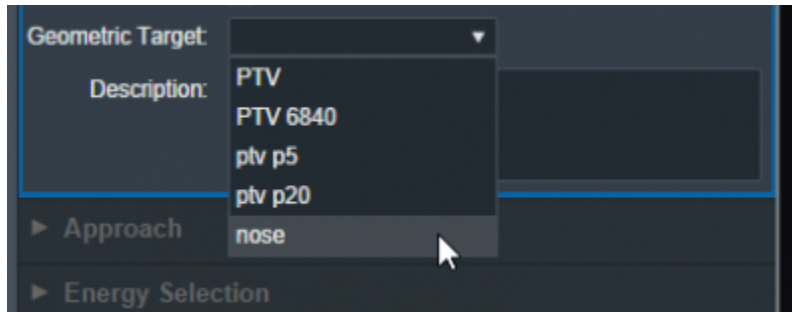 Geometric Target:
Description:
PTV
PTV 6840
ptv p5
ptv p20
nose
Approach
Energy Selection